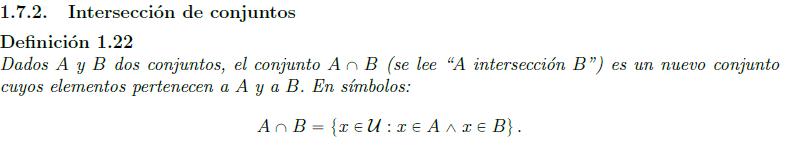 1.7.2. Intersección de conjuntos
Definición 1.22
Dados A y B dos conjuntos, el conjunto A ∩ B (se lee “A intersección B”) es un nuevo conjunto
cuyos elementos pertenecen a A y a B. En símbolos:
A ∩ B = {x ∈ 𝒰 : x ∈ A ∧ x ∈ B} .